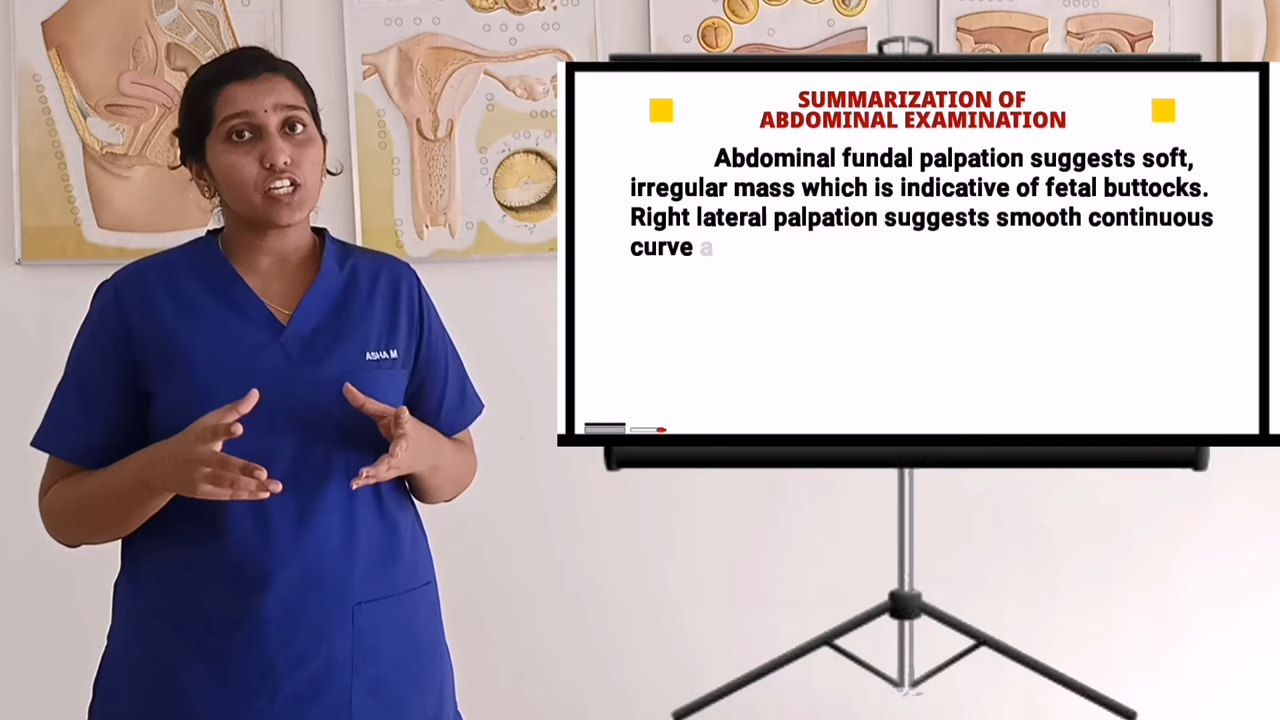 SUMMARIZATION OF
ABDOMINAL EXAMINATION
Abdominal fundal palpation suggests soft,
irregular mass which is indicative of fetal buttocks.
Right lateral palpation suggests smooth continuous
curve a
ASHA M